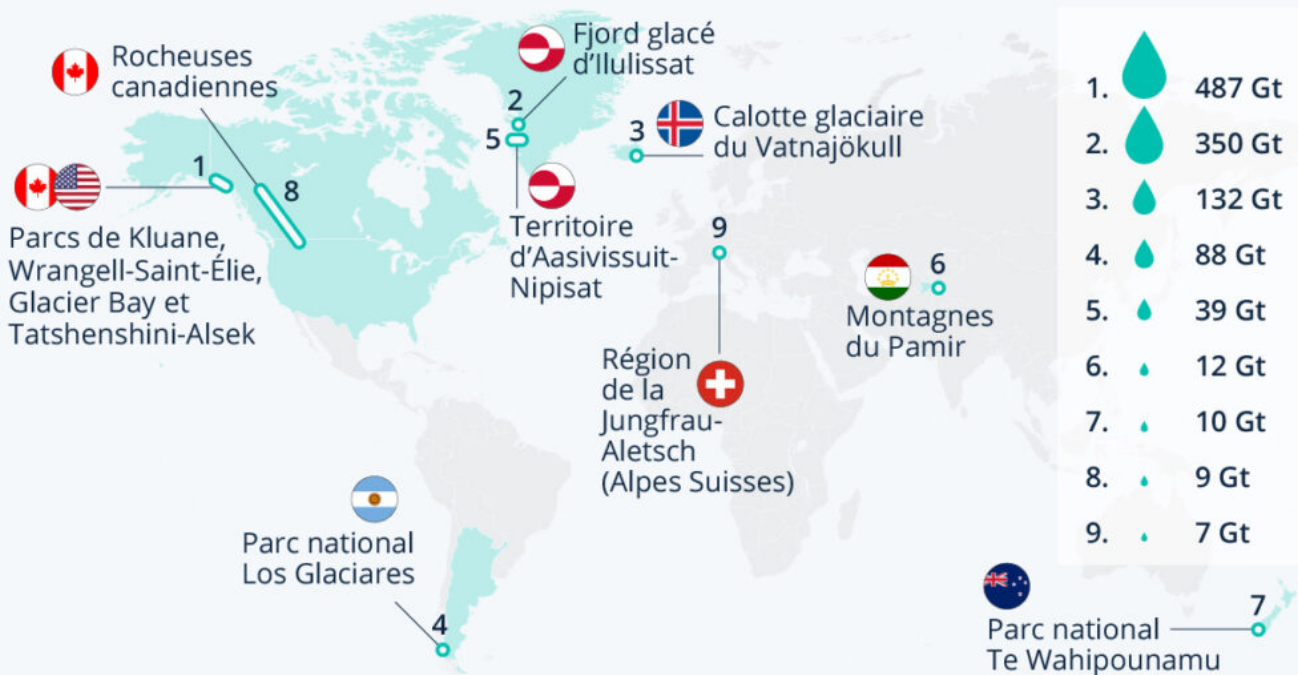 Rocheuses
canadiennes
8
1
Parcs de Kluane,
Wrangell-Saint-Élie,
Glacier Bay et
Tatshenshini-Alsek
Fjord glacé
d'Ilulissat
2
5
Territoire
d'Aasivissuit-
Nipisat
3
Calotte glaciaire
du Vatnajökull
9
Région
de la
Jungfrau-
Aletsch
(Alpes Suisses)
6
Montagnes
du Pamir
Parc national
Los Glaciares
4
7
Parc national
Te Wahipounamu
1. 487 Gt
2. 350 Gt
3. 132 Gt
4. 88 Gt
5. 39 Gt
6. 12 Gt
7. 10 Gt
8. 9 Gt
9. 7 Gt